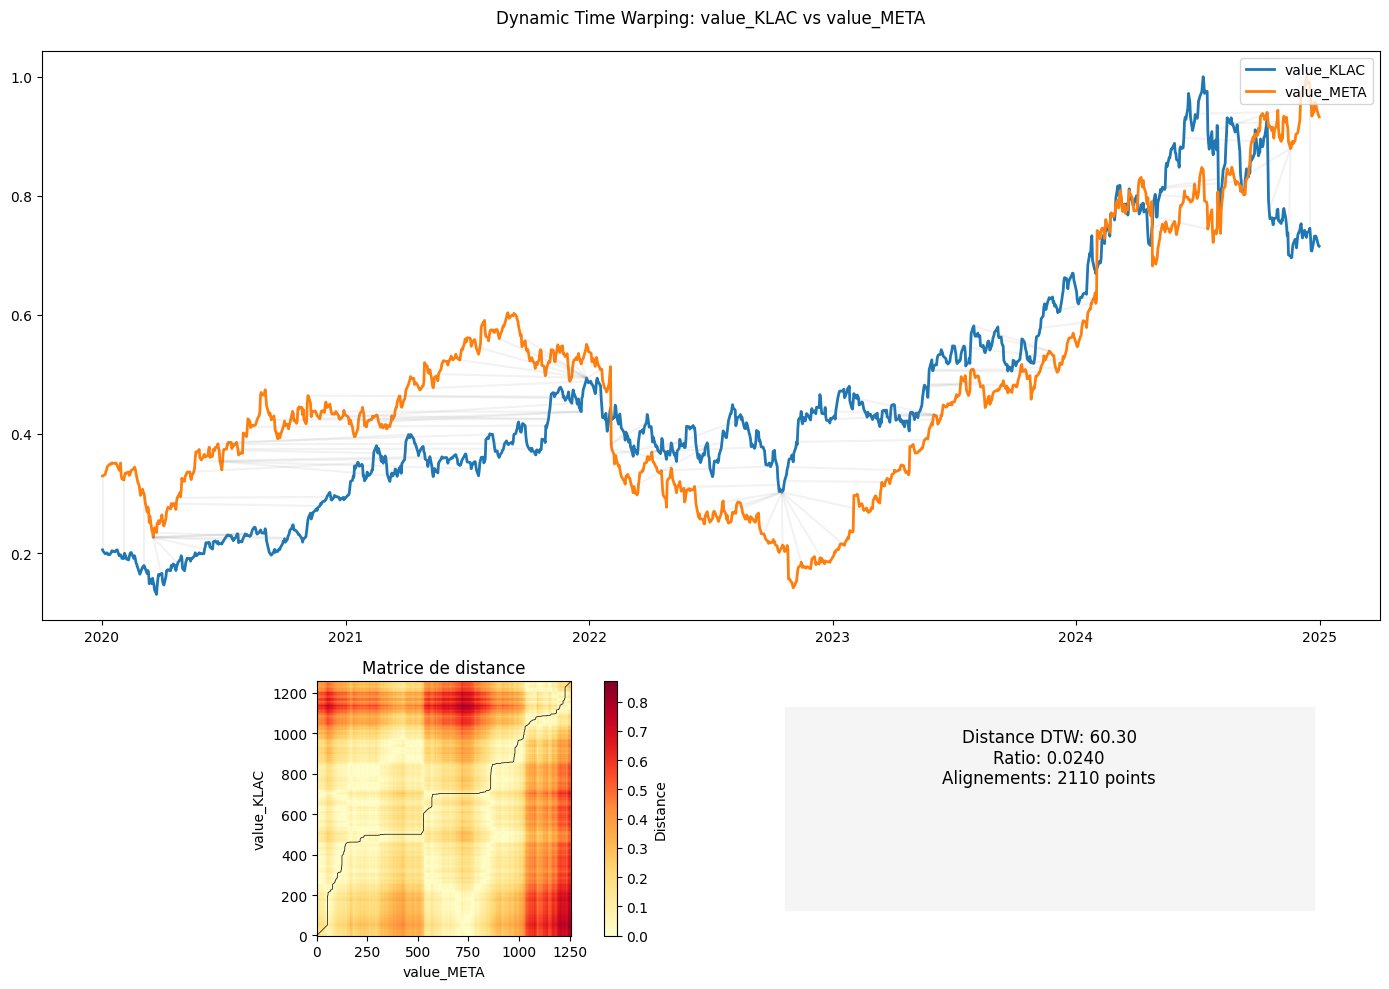 Dynamic Time Warping: value_KLAC vs value_META
value_KLAC
value_META
1.0
0.8
0.6
0.4
0.2
2020 2021 2022 2023 2024 2025
Matrice de distance
value_KLAC
1200
1000
800
600
400
200
0
0 250 500 750 1000 1250
value_META
0.8
0.7
0.6
0.5
0.4
0.3
0.2
0.1
0.0
Distance
Distance DTW: 60.30
Ratio: 0.0240
Alignements: 2110 points